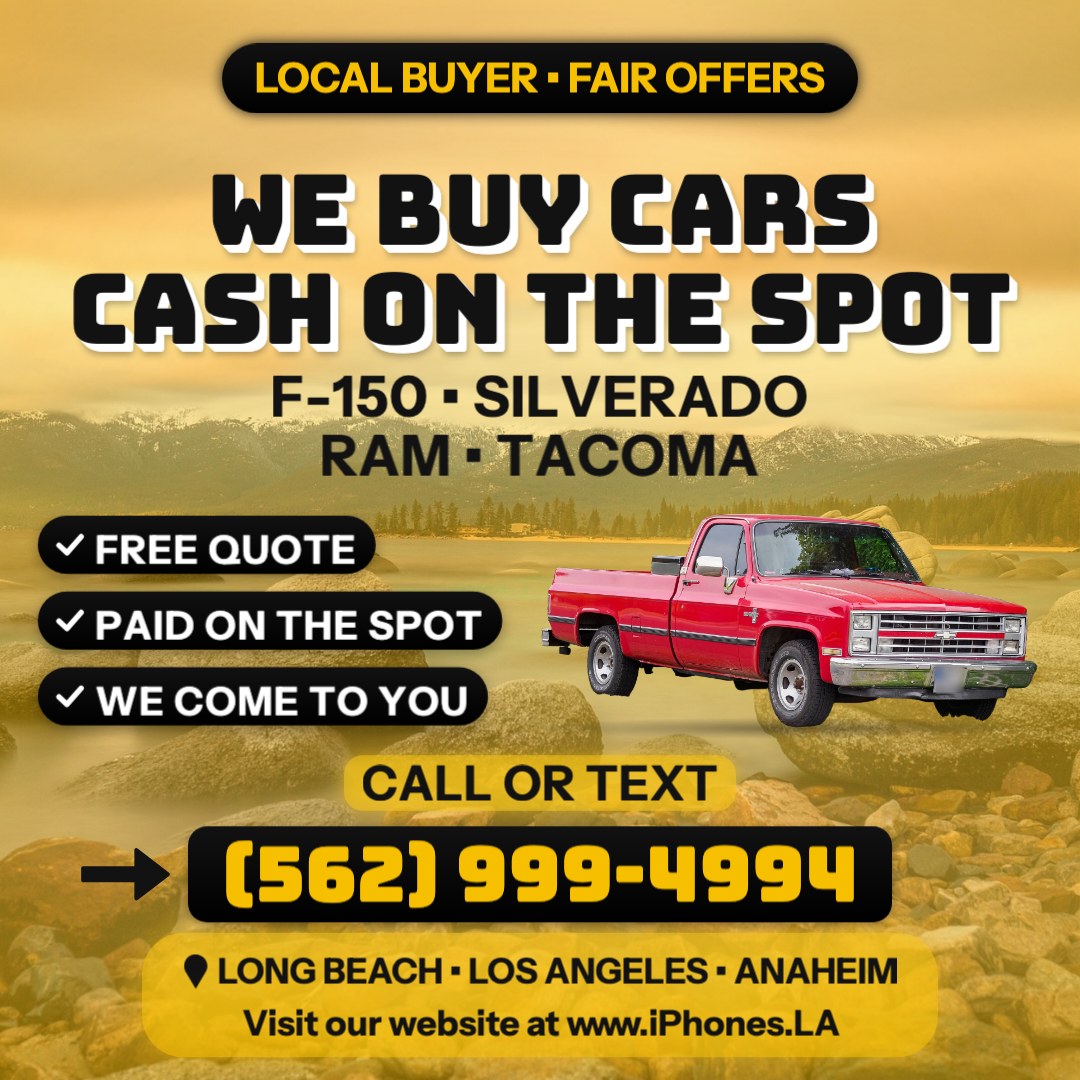 LOCAL BUYER ▪ FAIR OFFERS
WE BUY CARS
CASH ON THE SPOT
F-150 ▪ SILVERADO
RAM ▪ TACOMA
✓ FREE QUOTE
✓ PAID ON THE SPOT
✓ WE COME TO YOU
CALL OR TEXT
(562) 999-4994
LONG BEACH ▪ LOS ANGELES ▪ ANAHEIM
Visit our website at www.iPhones.LA